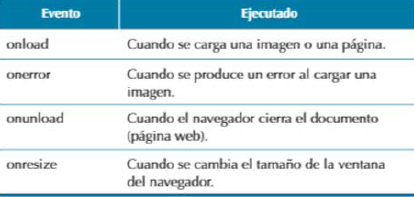 Evento Ejecutado
onload Cuando se carga una imagen o una página.
onerror Cuando se produce un error al cargar una
imagen.
onunload Cuando el navegador cierra el documento
(página web).
onresize Cuando se cambia el tamaño de la ventana
del navegador.